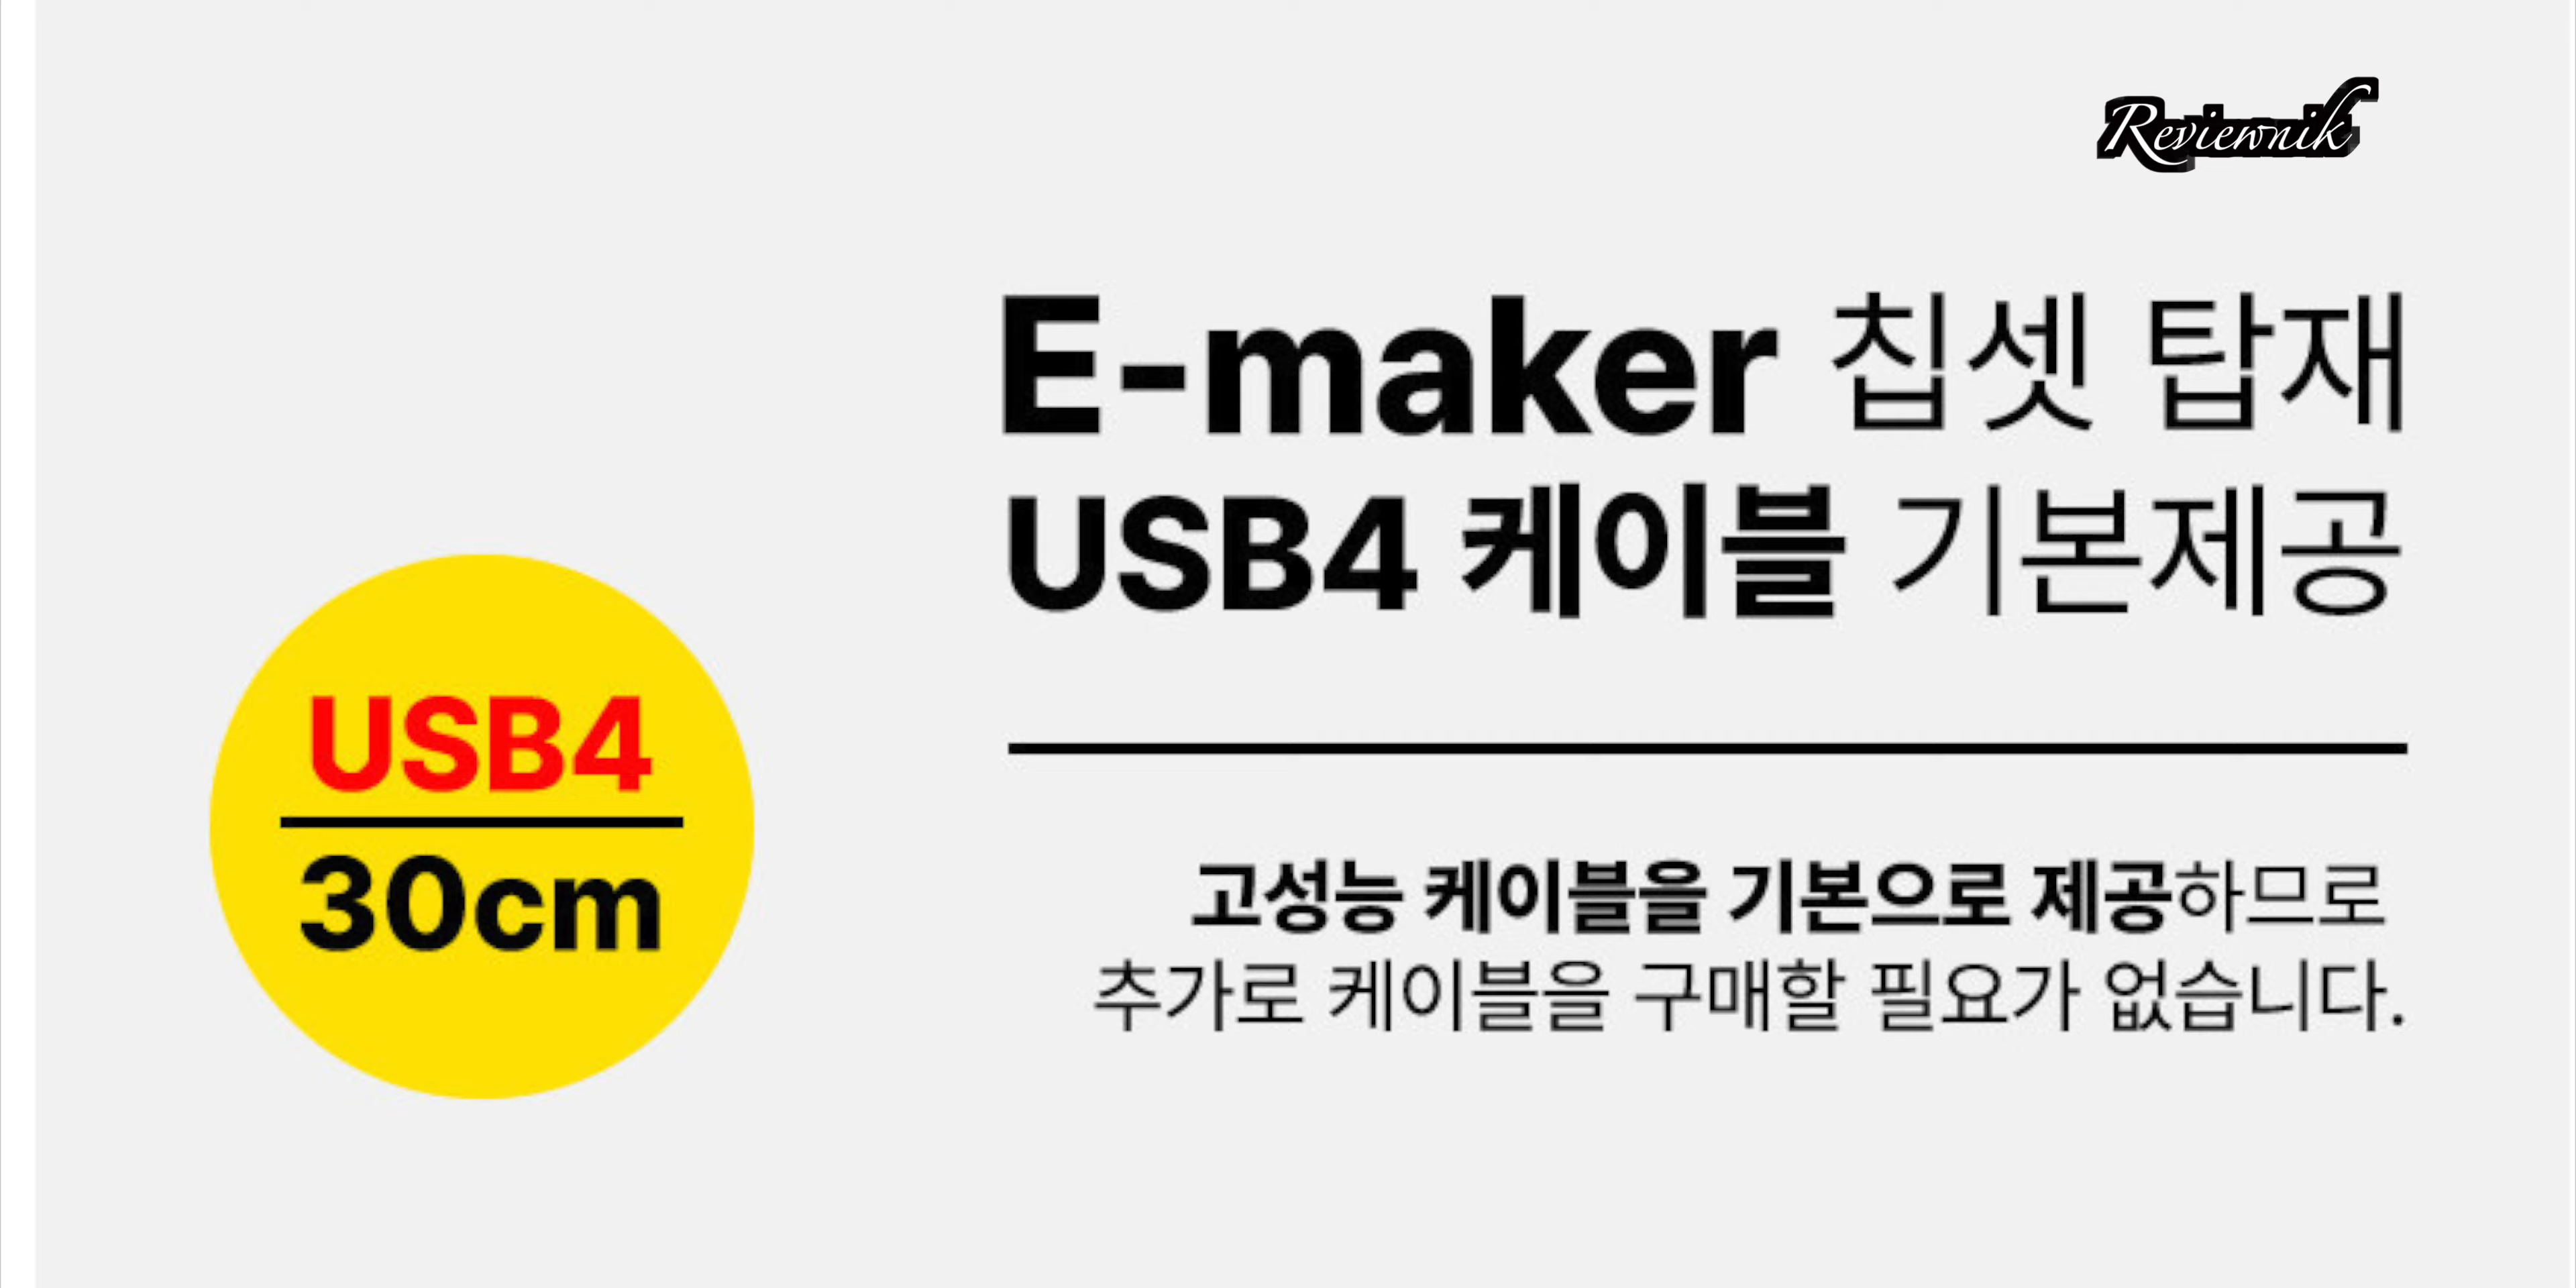 Reviewnik
E-maker 칩셋 탑재
USB4 케이블 기본제공
USB4
30cm
고성능 케이블을 기본으로 제공하므로
추가로 케이블을 구매할 필요가 없습니다.